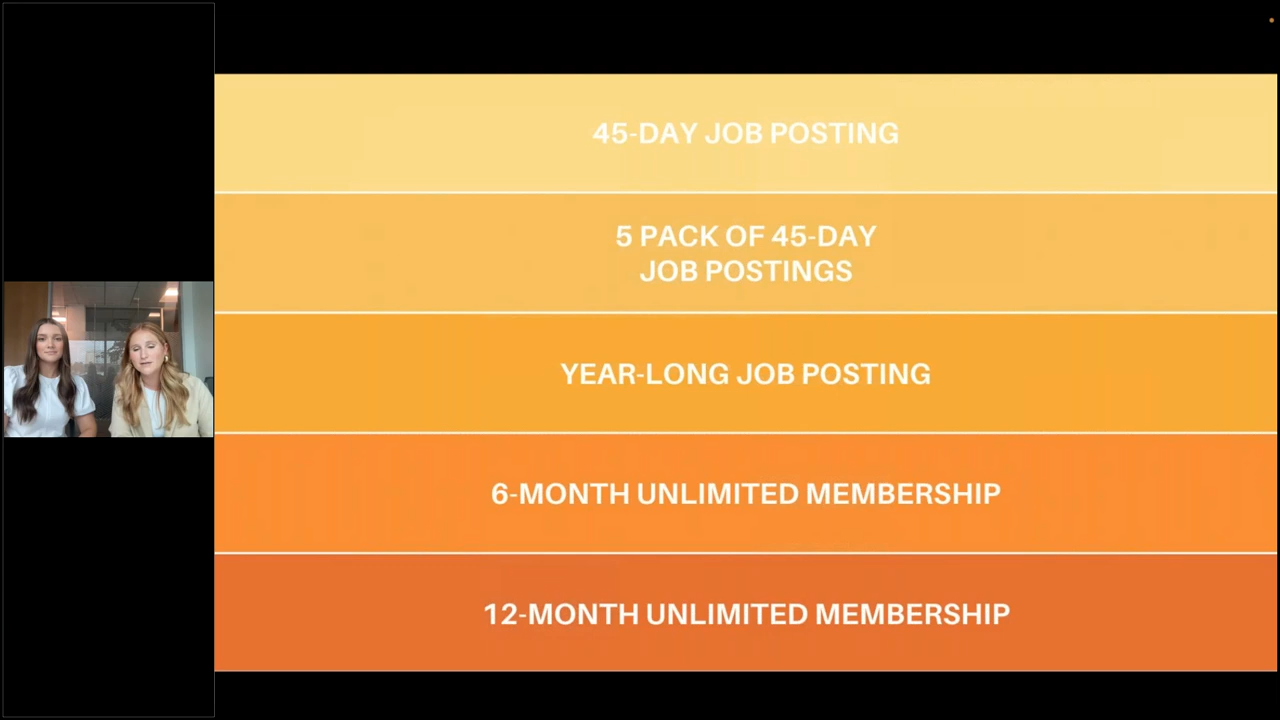 45-DAY JOB POSTING
5 PACK OF 45-DAY
JOB POSTINGS
YEAR-LONG JOB POSTING
6-MONTH UNLIMITED MEMBERSHIP
12-MONTH UNLIMITED MEMBERSHIP